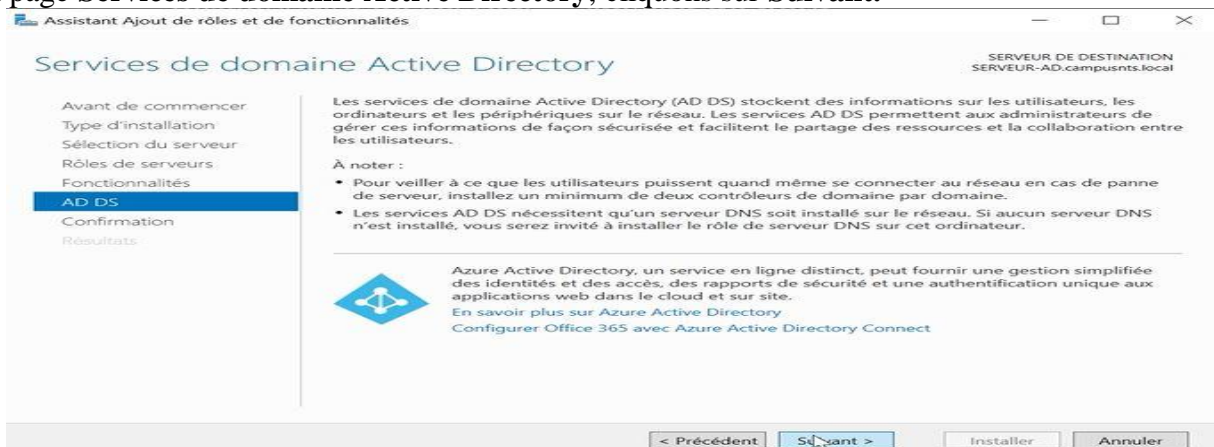 page Services de domaine Active Directory, cliquons sur Suivant.
Assistant Ajout de rôles et de fonctionnalités
Services de domaine Active Directory
SERVEUR DE DESTINATION
SERVEUR-AD.campusnts.local
Avant de commencer
Type d'installation
Sélection du serveur
Rôles de serveurs
Fonctionnalités
AD DS
Confirmation
Résultats
Les services de domaine Active Directory (AD DS) stockent des informations sur les utilisateurs, les
ordinateurs et les périphériques sur le réseau. Les services AD DS permettent aux administrateurs de
gérer ces informations de façon sécurisée et facilitent le partage des ressources et la collaboration entre
les utilisateurs.
À noter :
• Pour veiller à ce que les utilisateurs puissent quand même se connecter au réseau en cas de panne
de serveur, installez un minimum de deux contrôleurs de domaine par domaine.
• Les services AD DS nécessitent qu'un serveur DNS soit installé sur le réseau. Si aucun serveur DNS
n'est installé, vous serez invité à installer le rôle de serveur DNS sur cet ordinateur.
Azure Active Directory, un service en ligne distinct, peut fournir une gestion simplifiée
des identités et des accès, des rapports de sécurité et une authentification unique aux
applications web dans le cloud et sur site.
En savoir plus sur Azure Active Directory
Configurer Office 365 avec Azure Active Directory Connect
< Précédent
Suivant >
Installer
Annuler